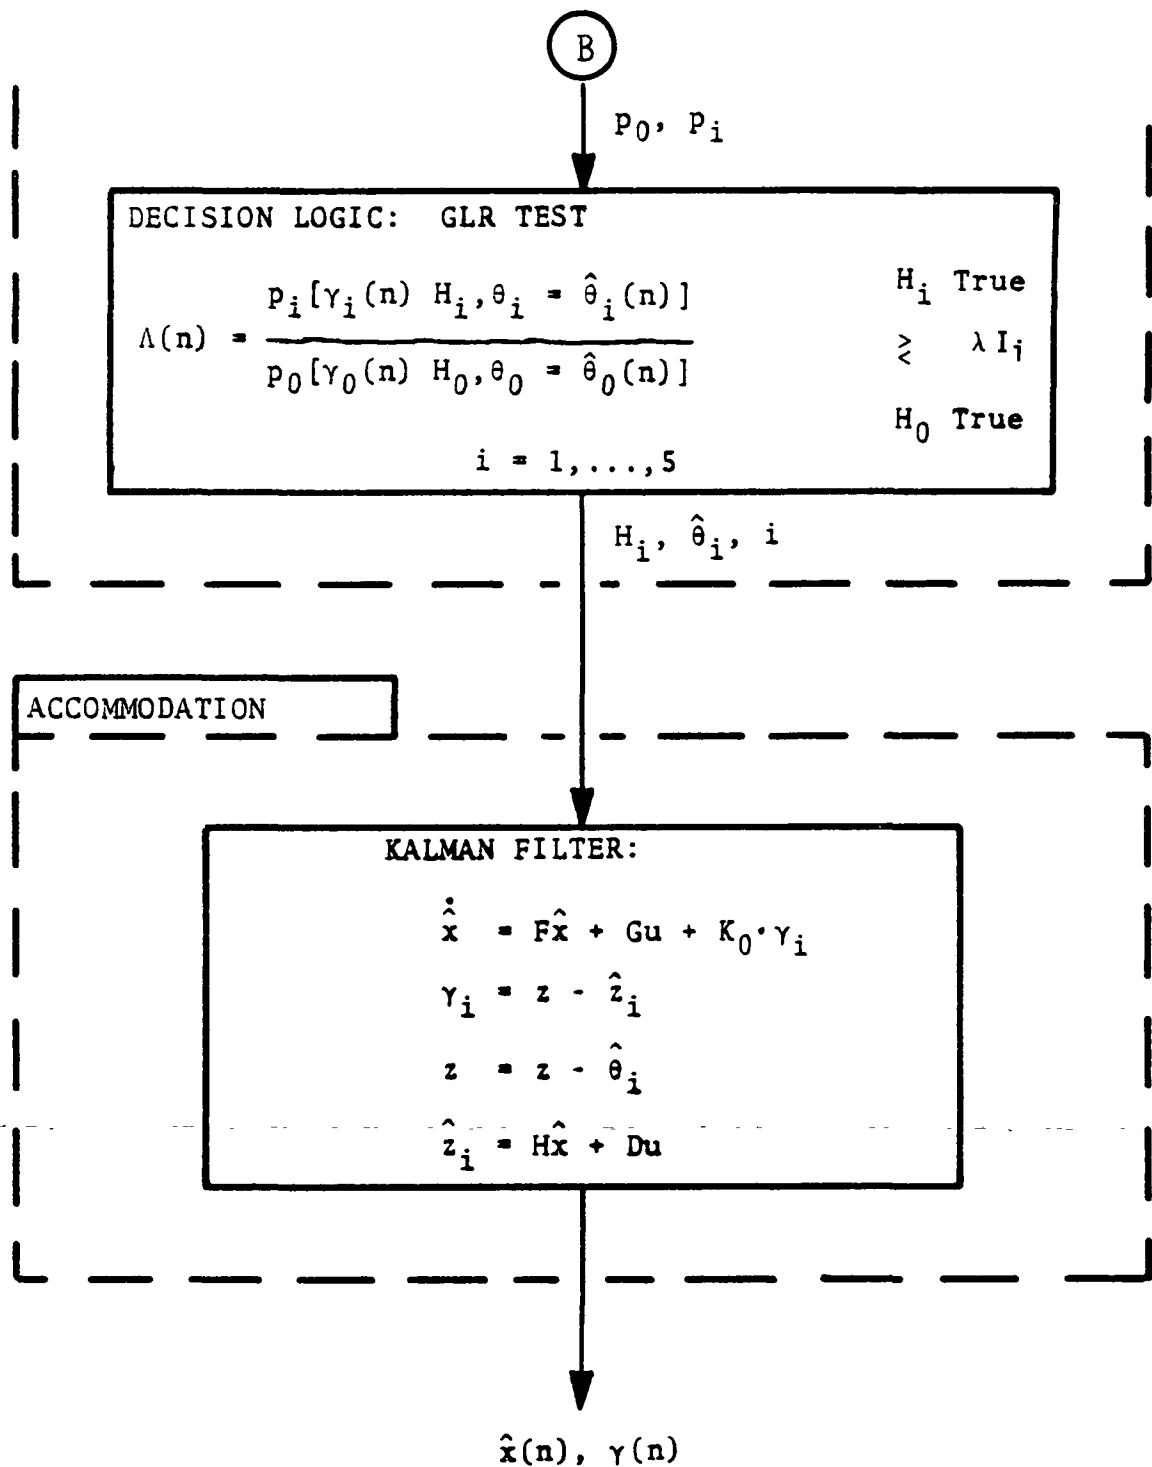 B
p₀, pᵢ
DECISION LOGIC: GLR TEST
Λ(n) = pᵢ[γᵢ(n) Hᵢ,θᵢ = θ̂ᵢ(n)]
p₀[γ₀(n) H₀,θ₀ = θ̂₀(n)]
Hᵢ True
≷ λIᵢ
H₀ True
i = 1,...,5
Hᵢ, θ̂ᵢ, i
ACCOMMODATION
KALMAN FILTER:
x̂̇ = Fx̂ + Gu + K₀·γᵢ
γᵢ = z - ẑᵢ
z = z - θ̂ᵢ
ẑᵢ = Hx̂ + Du
x̂(n), γ(n)